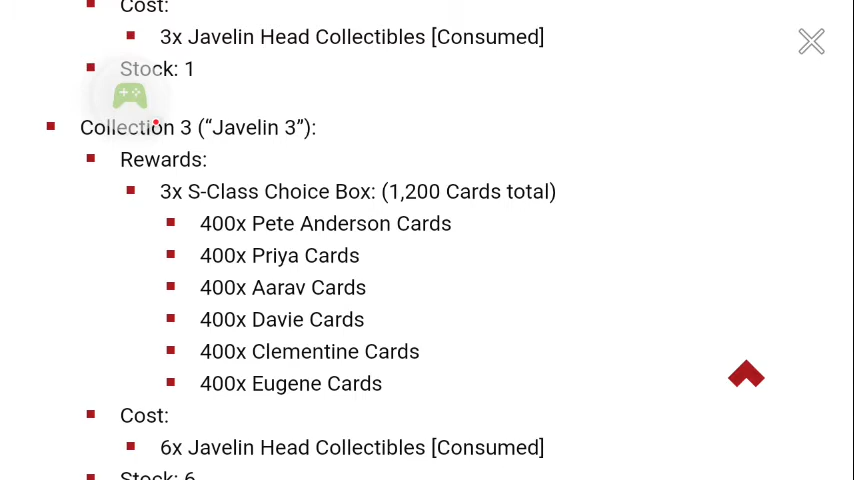 Cost:
3x Javelin Head Collectibles [Consumed]
Stock: 1
Collection 3 (“Javelin 3”):
Rewards:
3x S-Class Choice Box: (1,200 Cards total)
400x Pete Anderson Cards
400x Priya Cards
400x Aarav Cards
400x Davie Cards
400x Clementine Cards
400x Eugene Cards
Cost:
6x Javelin Head Collectibles [Consumed]
Stock: 6